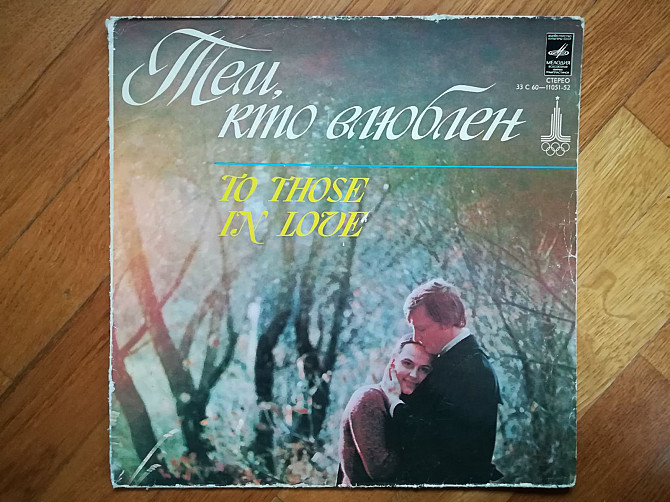 Тем,
кто влюблен
TO THOSE
IN LOVE
МЕЛОДИЯ
СТЕРЕО
33 С 60—11051-52